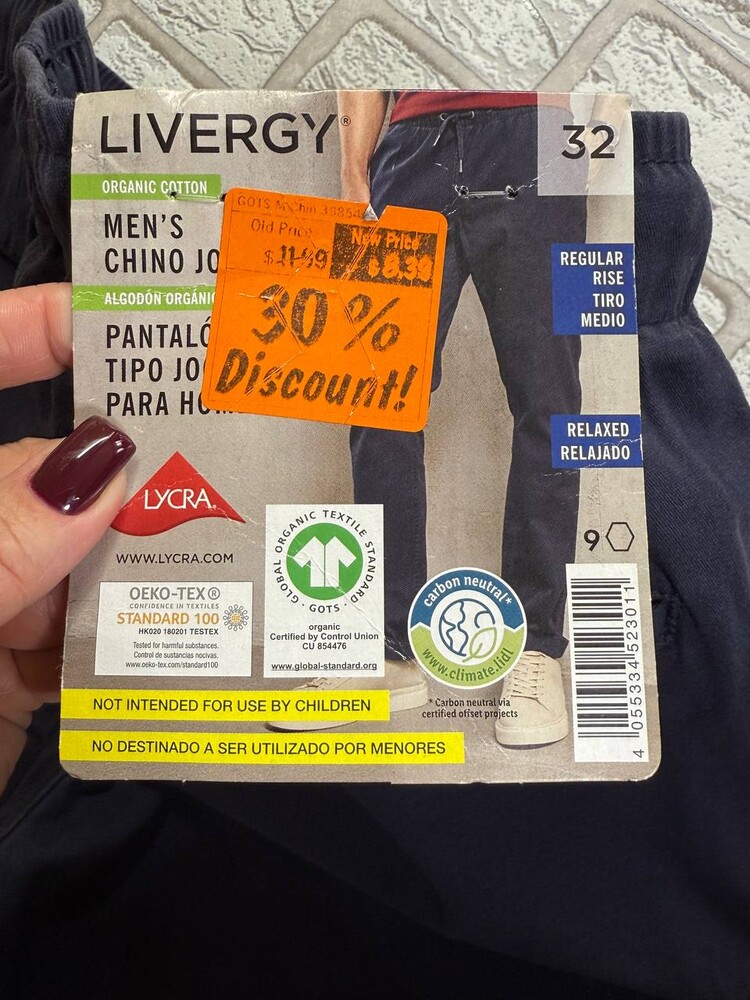 LIVERGY®
32
ORGANIC COTTON
MEN'S
CHINO JO
ALGODÓN ORGÁNIC
PANTALÓ
TIPO JO
PARA HOM
GOTS M Chin 39854
Old Price
$11.99
New Price
$8.39
30 %
Discount!
REGULAR
RISE
TIRO
MEDIO
RELAXED
RELAJADO
9
LYCRA
WWW.LYCRA.COM
OEKO-TEX®
CONFIDENCE IN TEXTILES
STANDARD 100
HK020 180201 TESTEX
Tested for harmful substances.
Control de sustancias nocivas.
www.oeko-tex.com/standard100
GLOBAL ORGANIC TEXTILE STANDARD
· GOTS ·
organic
Certified by Control Union
CU 854476
www.global-standard.org
carbon neutral*
www.climate.lidl
* Carbon neutral via
certified offset projects
4 055334 523011
NOT INTENDED FOR USE BY CHILDREN
NO DESTINADO A SER UTILIZADO POR MENORES